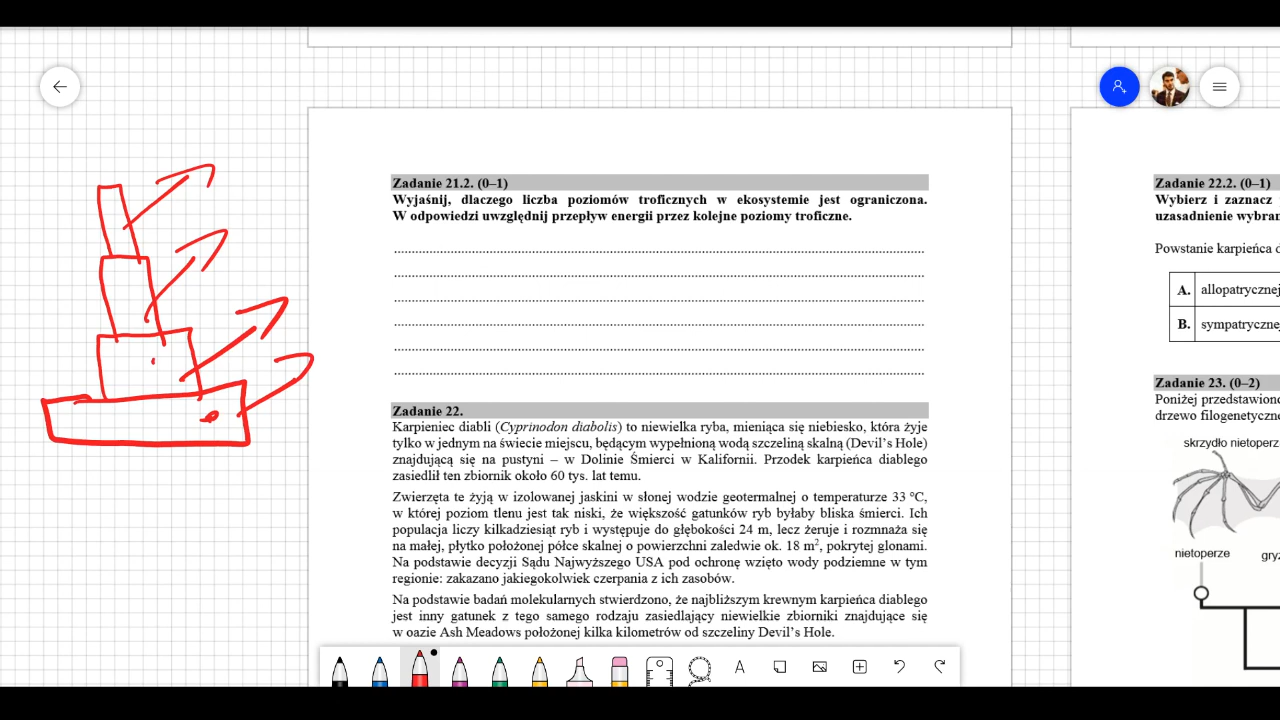 Zadanie 21.2. (0–1)
Wyjaśnij, dlaczego liczba poziomów troficznych w ekosystemie jest ograniczona.
W odpowiedzi uwzględnij przepływ energii przez kolejne poziomy troficzne.
Zadanie 22.
Karpieniec diabli (Cyprinodon diabolis) to niewielka ryba, mieniąca się niebiesko, która żyje
tylko w jednym na świecie miejscu, będącym wypełnioną wodą szczeliną skalną (Devil's Hole)
znajdującą się na pustyni – w Dolinie Śmierci w Kalifornii. Przodek karpieńca diablego
zasiedlił ten zbiornik około 60 tys. lat temu.
Zwierzęta te żyją w izolowanej jaskini w słonej wodzie geotermalnej o temperaturze 33 °C,
w której poziom tlenu jest tak niski, że większość gatunków ryb byłaby bliska śmierci. Ich
populacja liczy kilkadziesiąt ryb i występuje do głębokości 24 m, lecz żeruje i rozmnaża się
na małej, płytko położonej półce skalnej o powierzchni zaledwie ok. 18 m², pokrytej glonami.
Na podstawie decyzji Sądu Najwyższego USA pod ochronę wzięto wody podziemne w tym
regionie: zakazano jakiegokolwiek czerpania z ich zasobów.
Na podstawie badań molekularnych stwierdzono, że najbliższym krewnym karpieńca diablego
jest inny gatunek z tego samego rodzaju zasiedlający niewielkie zbiorniki znajdujące się
w oazie Ash Meadows położonej kilka kilometrów od szczeliny Devil's Hole.
A
Zadanie 22.2. (0–1)
Wybierz i zaznacz
uzasadnienie wybran
Powstanie karpieńca d
A. allopatrycznej
B. sympatrycznej
Zadanie 23. (0–2)
Poniżej przedstawiono
drzewo filogenetyczne
skrzydło nietoperza
nietoperze
gryz